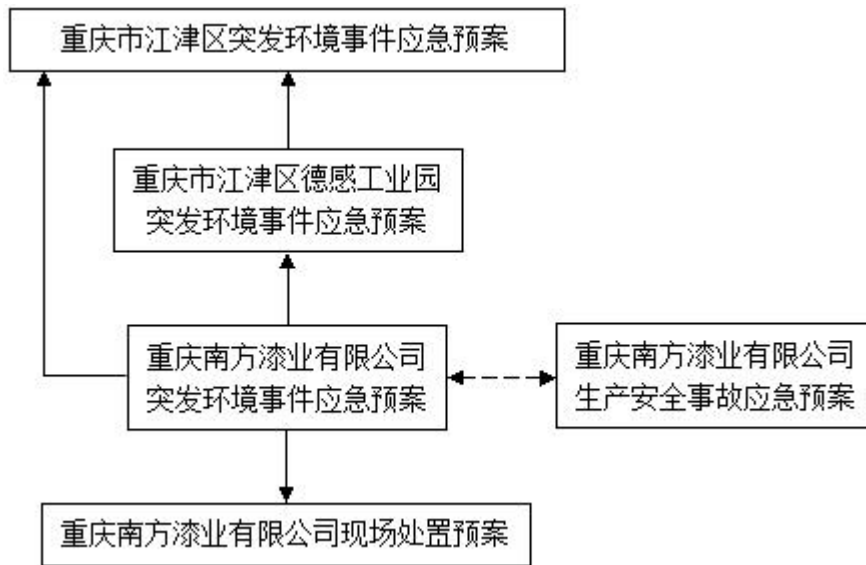 重庆市江津区突发环境事件应急预案
重庆市江津区德感工业园
突发环境事件应急预案
重庆南方漆业有限公司
突发环境事件应急预案
重庆南方漆业有限公司
生产安全事故应急预案
重庆南方漆业有限公司现场处置预案